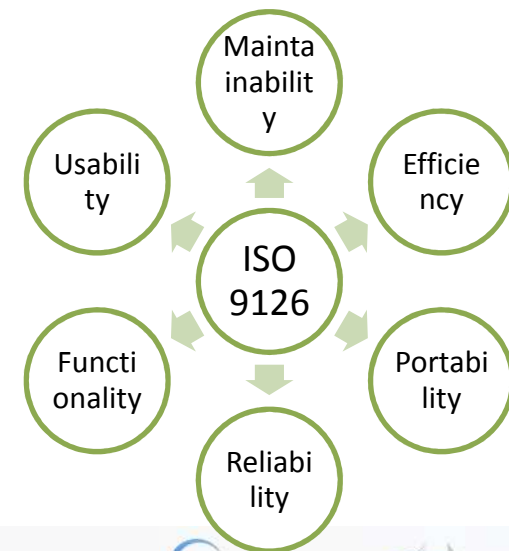 Mainta
inabilit
y
Usabili
ty
Efficie
ncy
ISO
9126
Functi
onality
Portabi
lity
Reliabi
lity